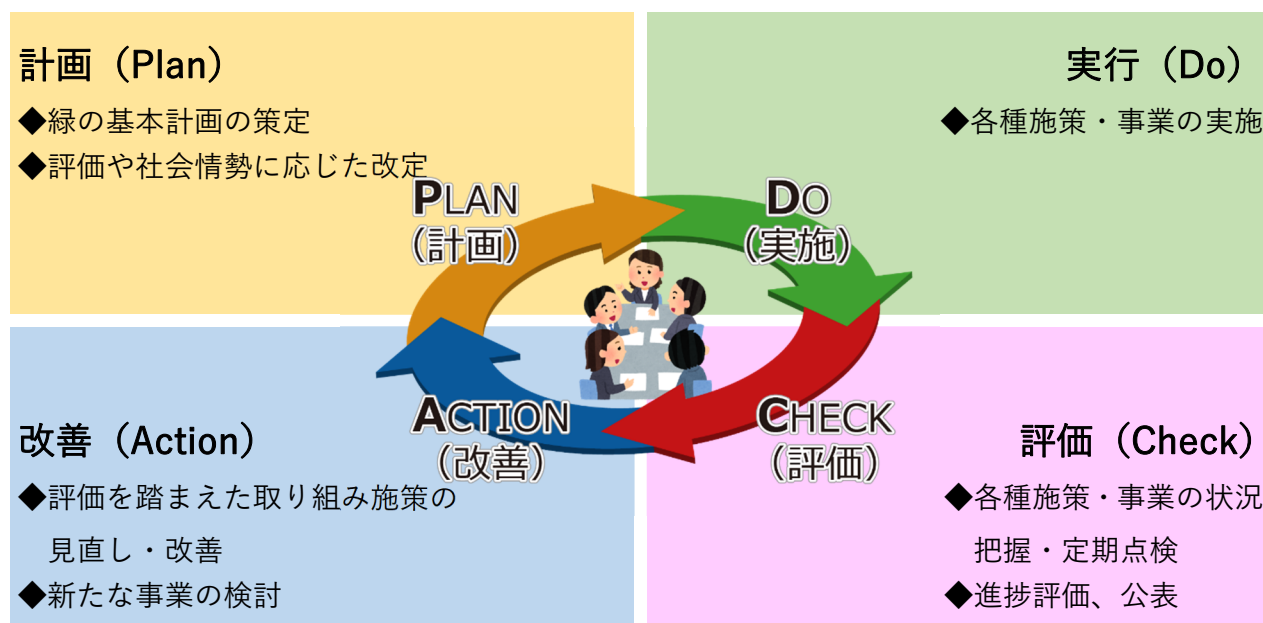 計画（Plan）
◆緑の基本計画の策定
◆評価や社会情勢に応じた改定
実行（Do）
◆各種施策・事業の実施
PLAN
（計画）
DO
（実施）
ACTION
（改善）
CHECK
（評価）
改善（Action）
◆評価を踏まえた取り組み施策の
見直し・改善
◆新たな事業の検討
評価（Check）
◆各種施策・事業の状況
把握・定期点検
◆進捗評価、公表